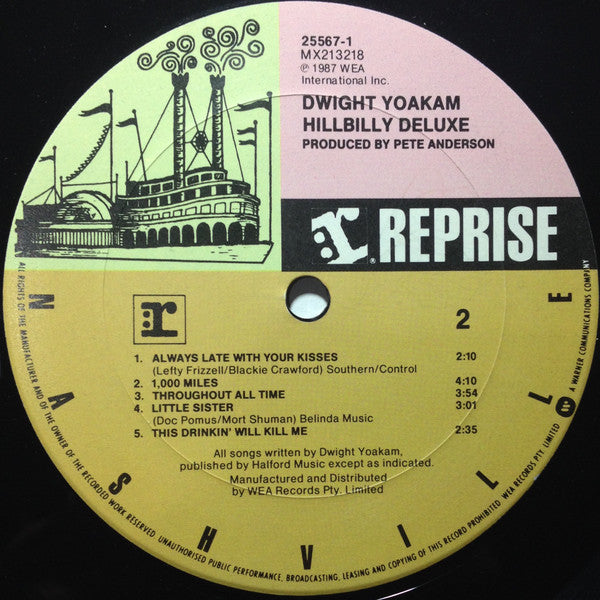 25567-1
MX213218
℗ 1987 WEA
International Inc.
DWIGHT YOAKAM
HILLBILLY DELUXE
PRODUCED BY PETE ANDERSON
r® REPRISE
r
2
1. ALWAYS LATE WITH YOUR KISSES 2:10
(Lefty Frizzell/Blackie Crawford) Southern/Control
2. 1,000 MILES 4:10
3. THROUGHOUT ALL TIME 3:54
4. LITTLE SISTER 3:01
(Doc Pomus/Mort Shuman) Belinda Music
5. THIS DRINKIN’ WILL KILL ME 2:35
All songs written by Dwight Yoakam,
published by Halford Music except as indicated.
Manufactured and Distributed
by WEA Records Pty. Limited
NASHVILLE
ALL RIGHTS OF THE MANUFACTURER AND OF THE OWNER OF THE RECORDED WORK RESERVED. UNAUTHORISED PUBLIC PERFORMANCE, BROADCASTING, LEASING AND COPYING OF THIS RECORD PROHIBITED. WEA RECORDS PTY. LIMITED
A WARNER COMMUNICATIONS COMPANY